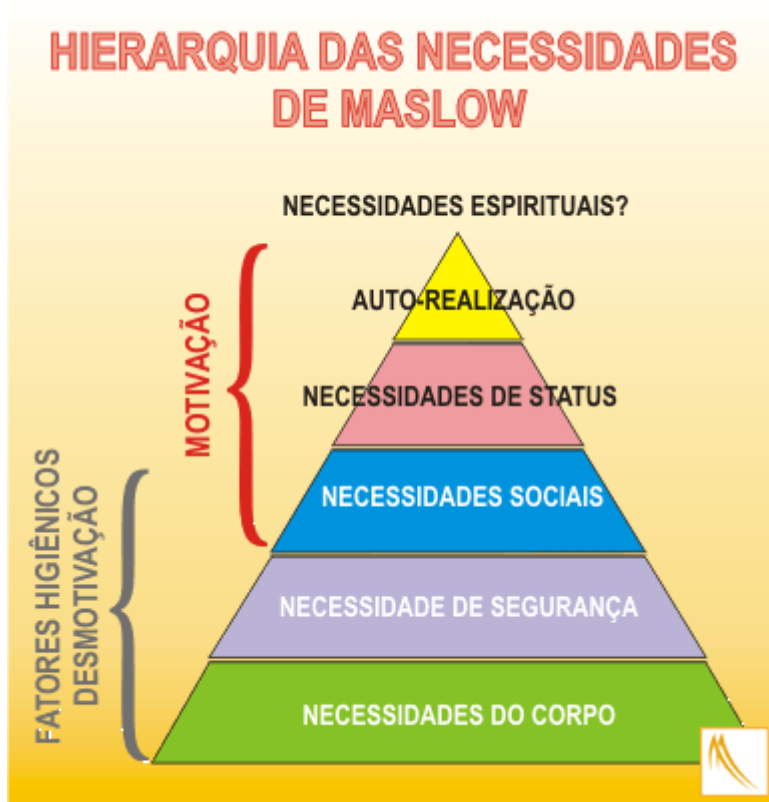 HIERARQUIA DAS NECESSIDADES
DE MASLOW
NECESSIDADES ESPIRITUAIS?
AUTO-REALIZAÇÃO
NECESSIDADES DE STATUS
NECESSIDADES SOCIAIS
NECESSIDADE DE SEGURANÇA
NECESSIDADES DO CORPO
MOTIVAÇÃO
FATORES HIGIÊNICOS
DESMOTIVAÇÃO